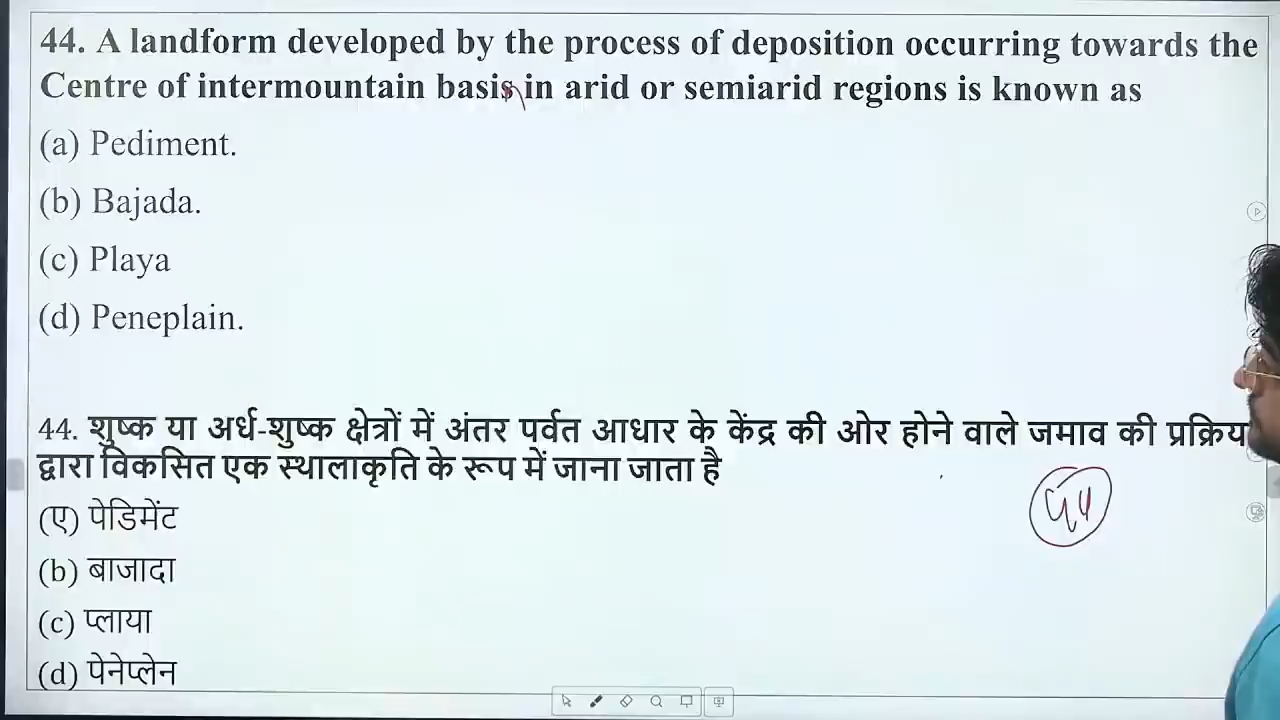 44. A landform developed by the process of deposition occurring towards the
Centre of intermountain basis in arid or semiarid regions is known as
(a) Pediment.
(b) Bajada.
(c) Playa
(d) Peneplain.
44. शुष्क या अर्ध-शुष्क क्षेत्रों में अंतर पर्वत आधार के केंद्र की ओर होने वाले जमाव की प्रक्रिय
द्वारा विकसित एक स्थालाकृति के रूप में जाना जाता है
(ए) पेडिमेंट
(b) बाजादा
(c) प्लाया
(d) पेनेप्लेन